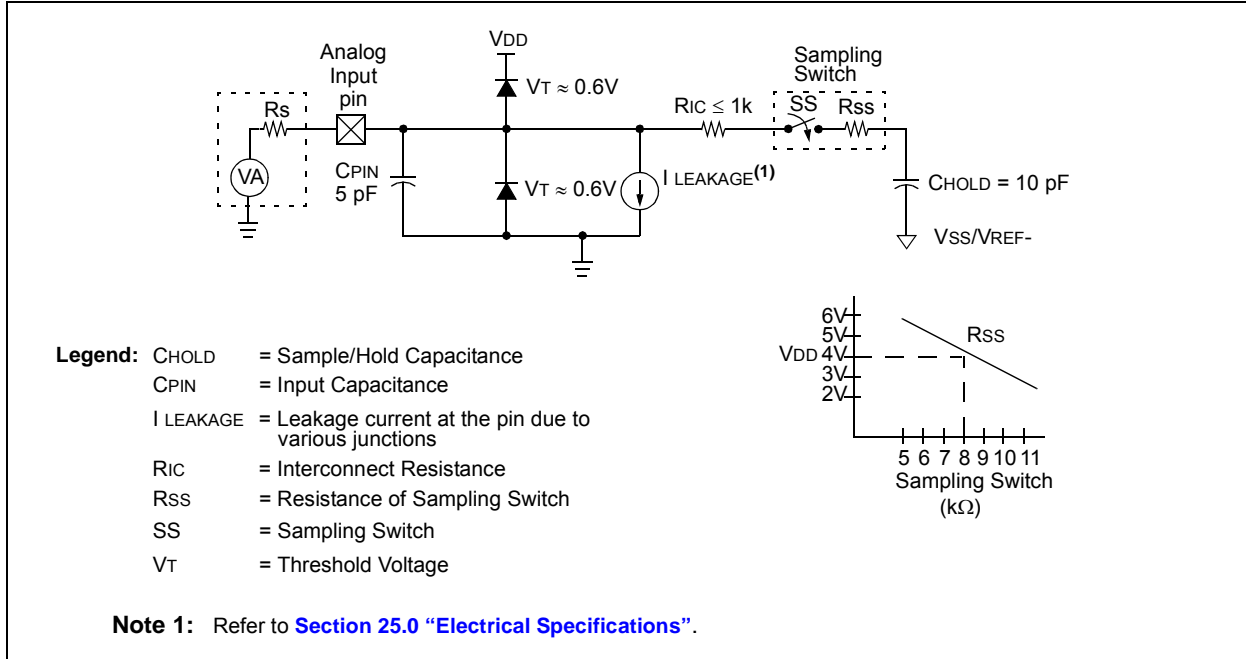 VDD
Analog
Input
pin
Sampling
Switch
VT ≈ 0.6V
Rs
RIC ≤ 1k
SS
Rss
VA
CPIN
5 pF
VT ≈ 0.6V
I LEAKAGE(1)
CHOLD = 10 pF
VSS/VREF-
6V
5V
VDD 4V
3V
2V
RSS
5 6 7 8 9 10 11
Sampling Switch
(kΩ)
Legend: CHOLD = Sample/Hold Capacitance
CPIN = Input Capacitance
I LEAKAGE = Leakage current at the pin due to
various junctions
RIC = Interconnect Resistance
RSS = Resistance of Sampling Switch
SS = Sampling Switch
VT = Threshold Voltage
Note 1: Refer to Section 25.0 “Electrical Specifications”.